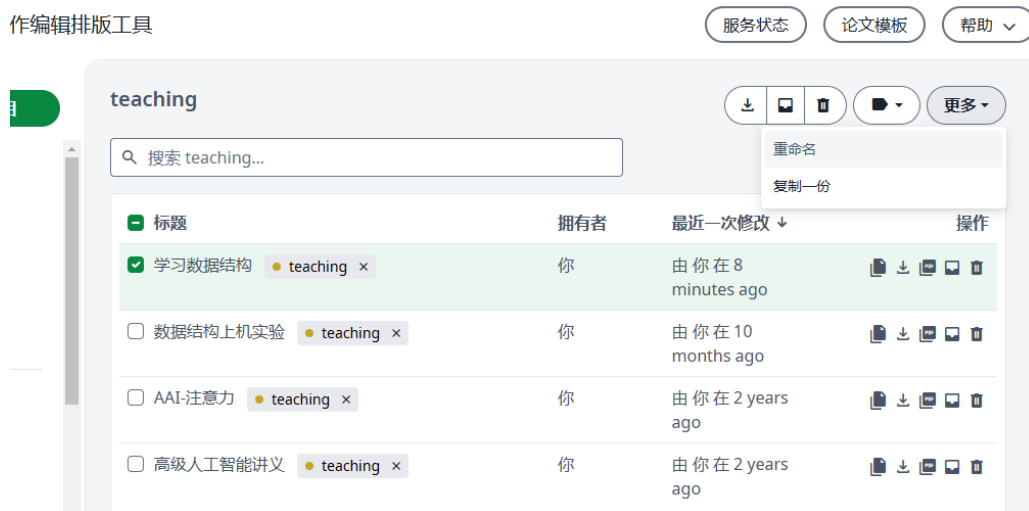 作编辑排版工具
服务状态
论文模板
帮助
teaching
更多
重命名
复制一份
搜索 teaching...
标题
拥有者
最近一次修改
操作
学习数据结构
teaching ×
你
由 你 在 8
minutes ago
数据结构上机实验
teaching ×
你
由 你 在 10
months ago
AAI-注意力
teaching ×
你
由 你 在 2 years
ago
高级人工智能讲义
teaching ×
你
由 你 在 2 years
ago